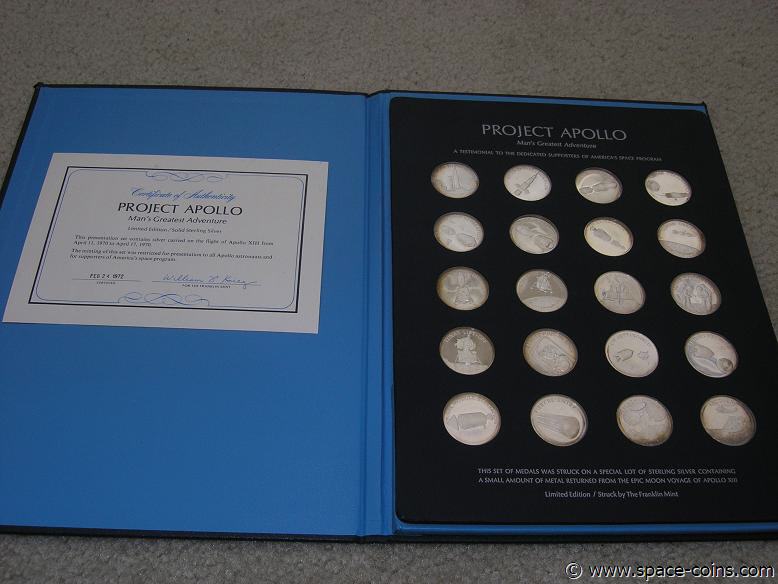 Certificate of Authenticity
PROJECT APOLLO
Man's Greatest Adventure
Limited Edition / Solid Sterling Silver
This presentation set contains silver carried on the flight of Apollo XIII from
April 11, 1970 to April 17, 1970.
The minting of this set was restricted for presentation to all Apollo astronauts and
for supporters of America's space program.
FEB 24 1972
CERTIFIED
FOR THE FRANKLIN MINT
PROJECT APOLLO
Man's Greatest Adventure
A TESTIMONIAL TO THE DEDICATED SUPPORTERS OF AMERICA'S SPACE PROGRAM
THIS SET OF MEDALS WAS STRUCK ON A SPECIAL LOT OF STERLING SILVER CONTAINING
A SMALL AMOUNT OF METAL RETURNED FROM THE EPIC MOON VOYAGE OF APOLLO XIII
Limited Edition / Struck by The Franklin Mint
© www.space-coins.com